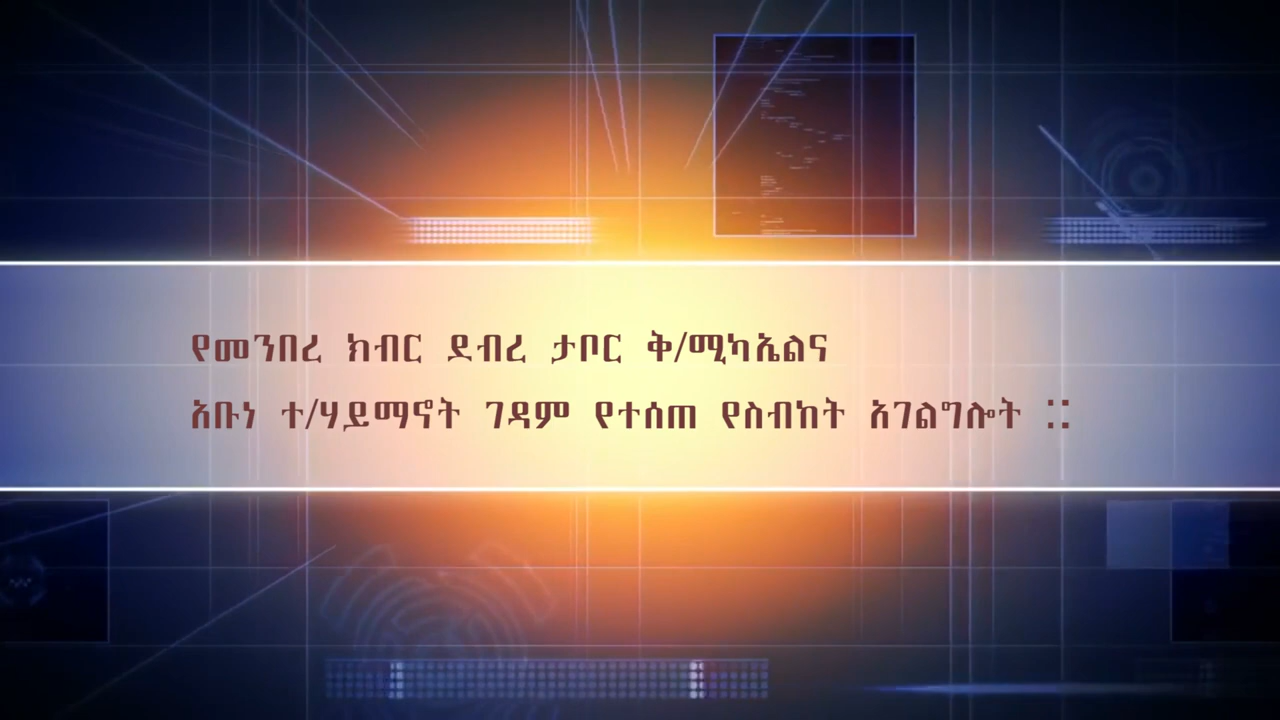 የመንበረ ክብር ደብረ ታቦር ቅ/ሚካኤልና
አቡነ ተ/ሃይማኖት ገዳም የተሰጠ የስብከት አገልግሎት ::